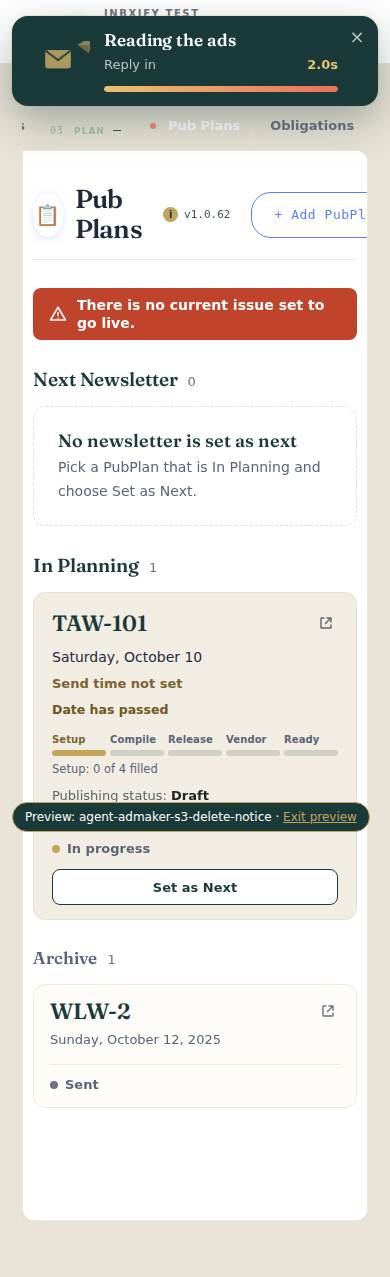 INBXIFY TEST
Reading the ads
Reply in 2.0s
03 PLAN —
Pub Plans
Obligations
Pub
Plans
i v1.0.62
+ Add PubPl
There is no current issue set to
go live.
Next Newsletter 0
No newsletter is set as next
Pick a PubPlan that is In Planning and
choose Set as Next.
In Planning 1
TAW-101
Saturday, October 10
Send time not set
Date has passed
Setup Compile Release Vendor Ready
Setup: 0 of 4 filled
Publishing status: Draft
Preview: agent-admaker-s3-delete-notice · Exit preview
In progress
Set as Next
Archive 1
WLW-2
Sunday, October 12, 2025
Sent